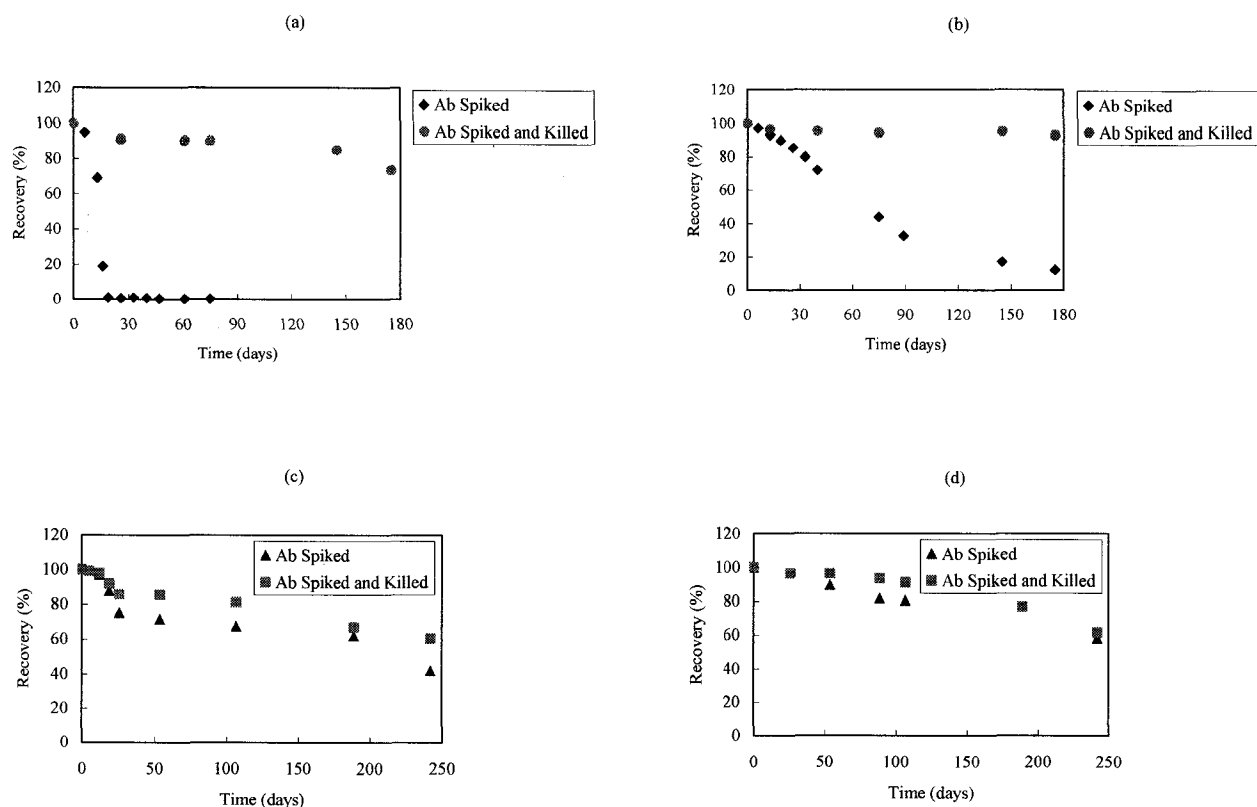 (a)
120
100
80
60
40
20
0
Recovery (%)
0 30 60 90 120 150 180
Time (days)
Ab Spiked
Ab Spiked and Killed
(b)
120
100
80
60
40
20
0
Recovery (%)
0 30 60 90 120 150 180
Time (days)
Ab Spiked
Ab Spiked and Killed
(c)
120
100
80
60
40
20
0
Recovery (%)
0 50 100 150 200 250
Time (days)
Ab Spiked
Ab Spiked and Killed
(d)
120
100
80
60
40
20
0
Recovery (%)
0 50 100 150 200 250
Time (days)
Ab Spiked
Ab Spiked and Killed